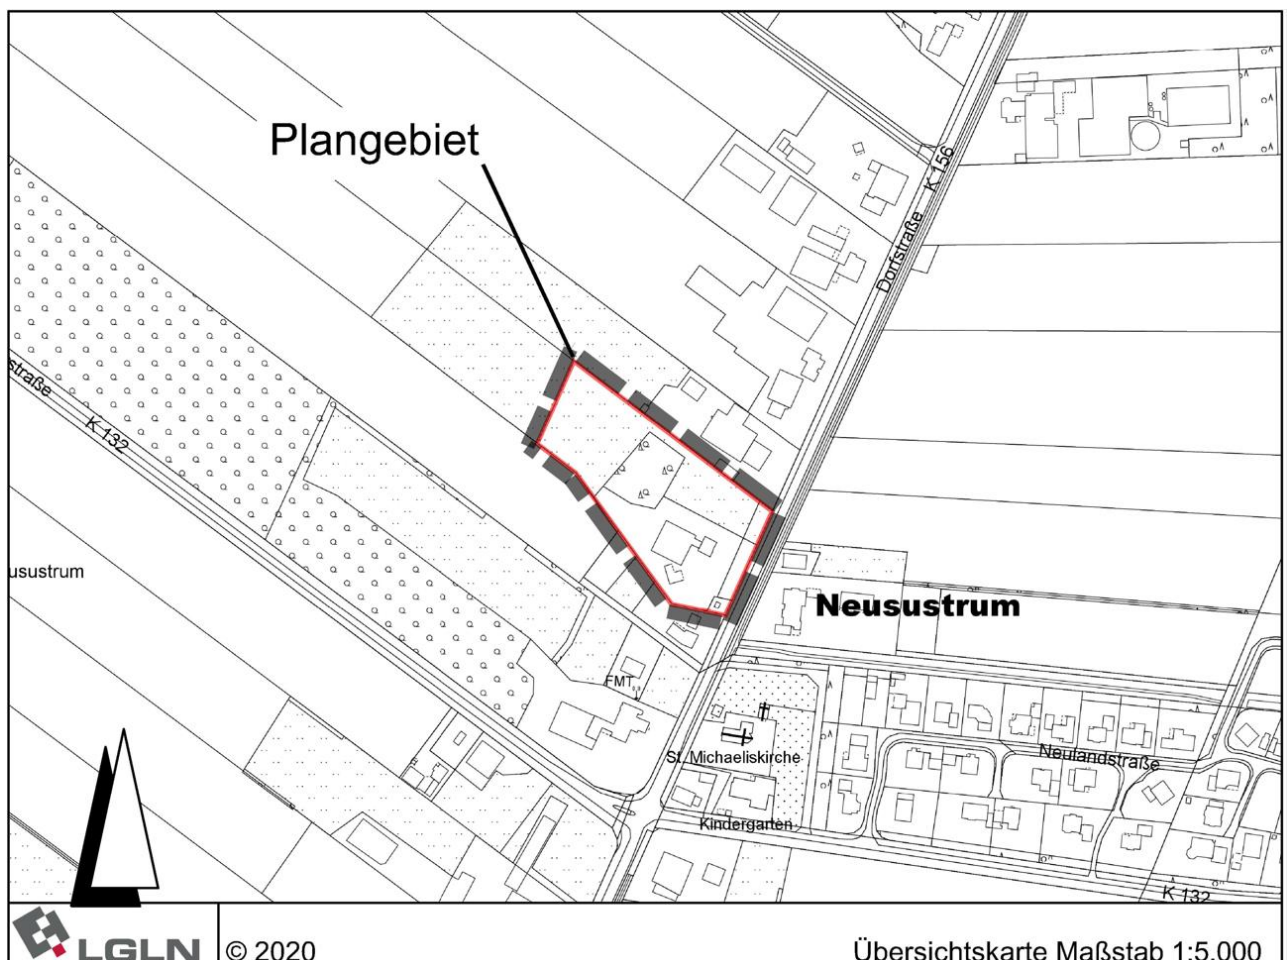 Plangebiet
Dorfstraße K 156
straße
K 132
usustrum
Neusustrum
FMT
St. Michaeliskirche
Neulandstraße
Kindergarten
K 132
LGLN
© 2020
Übersichtskarte Maßstab 1:5.000